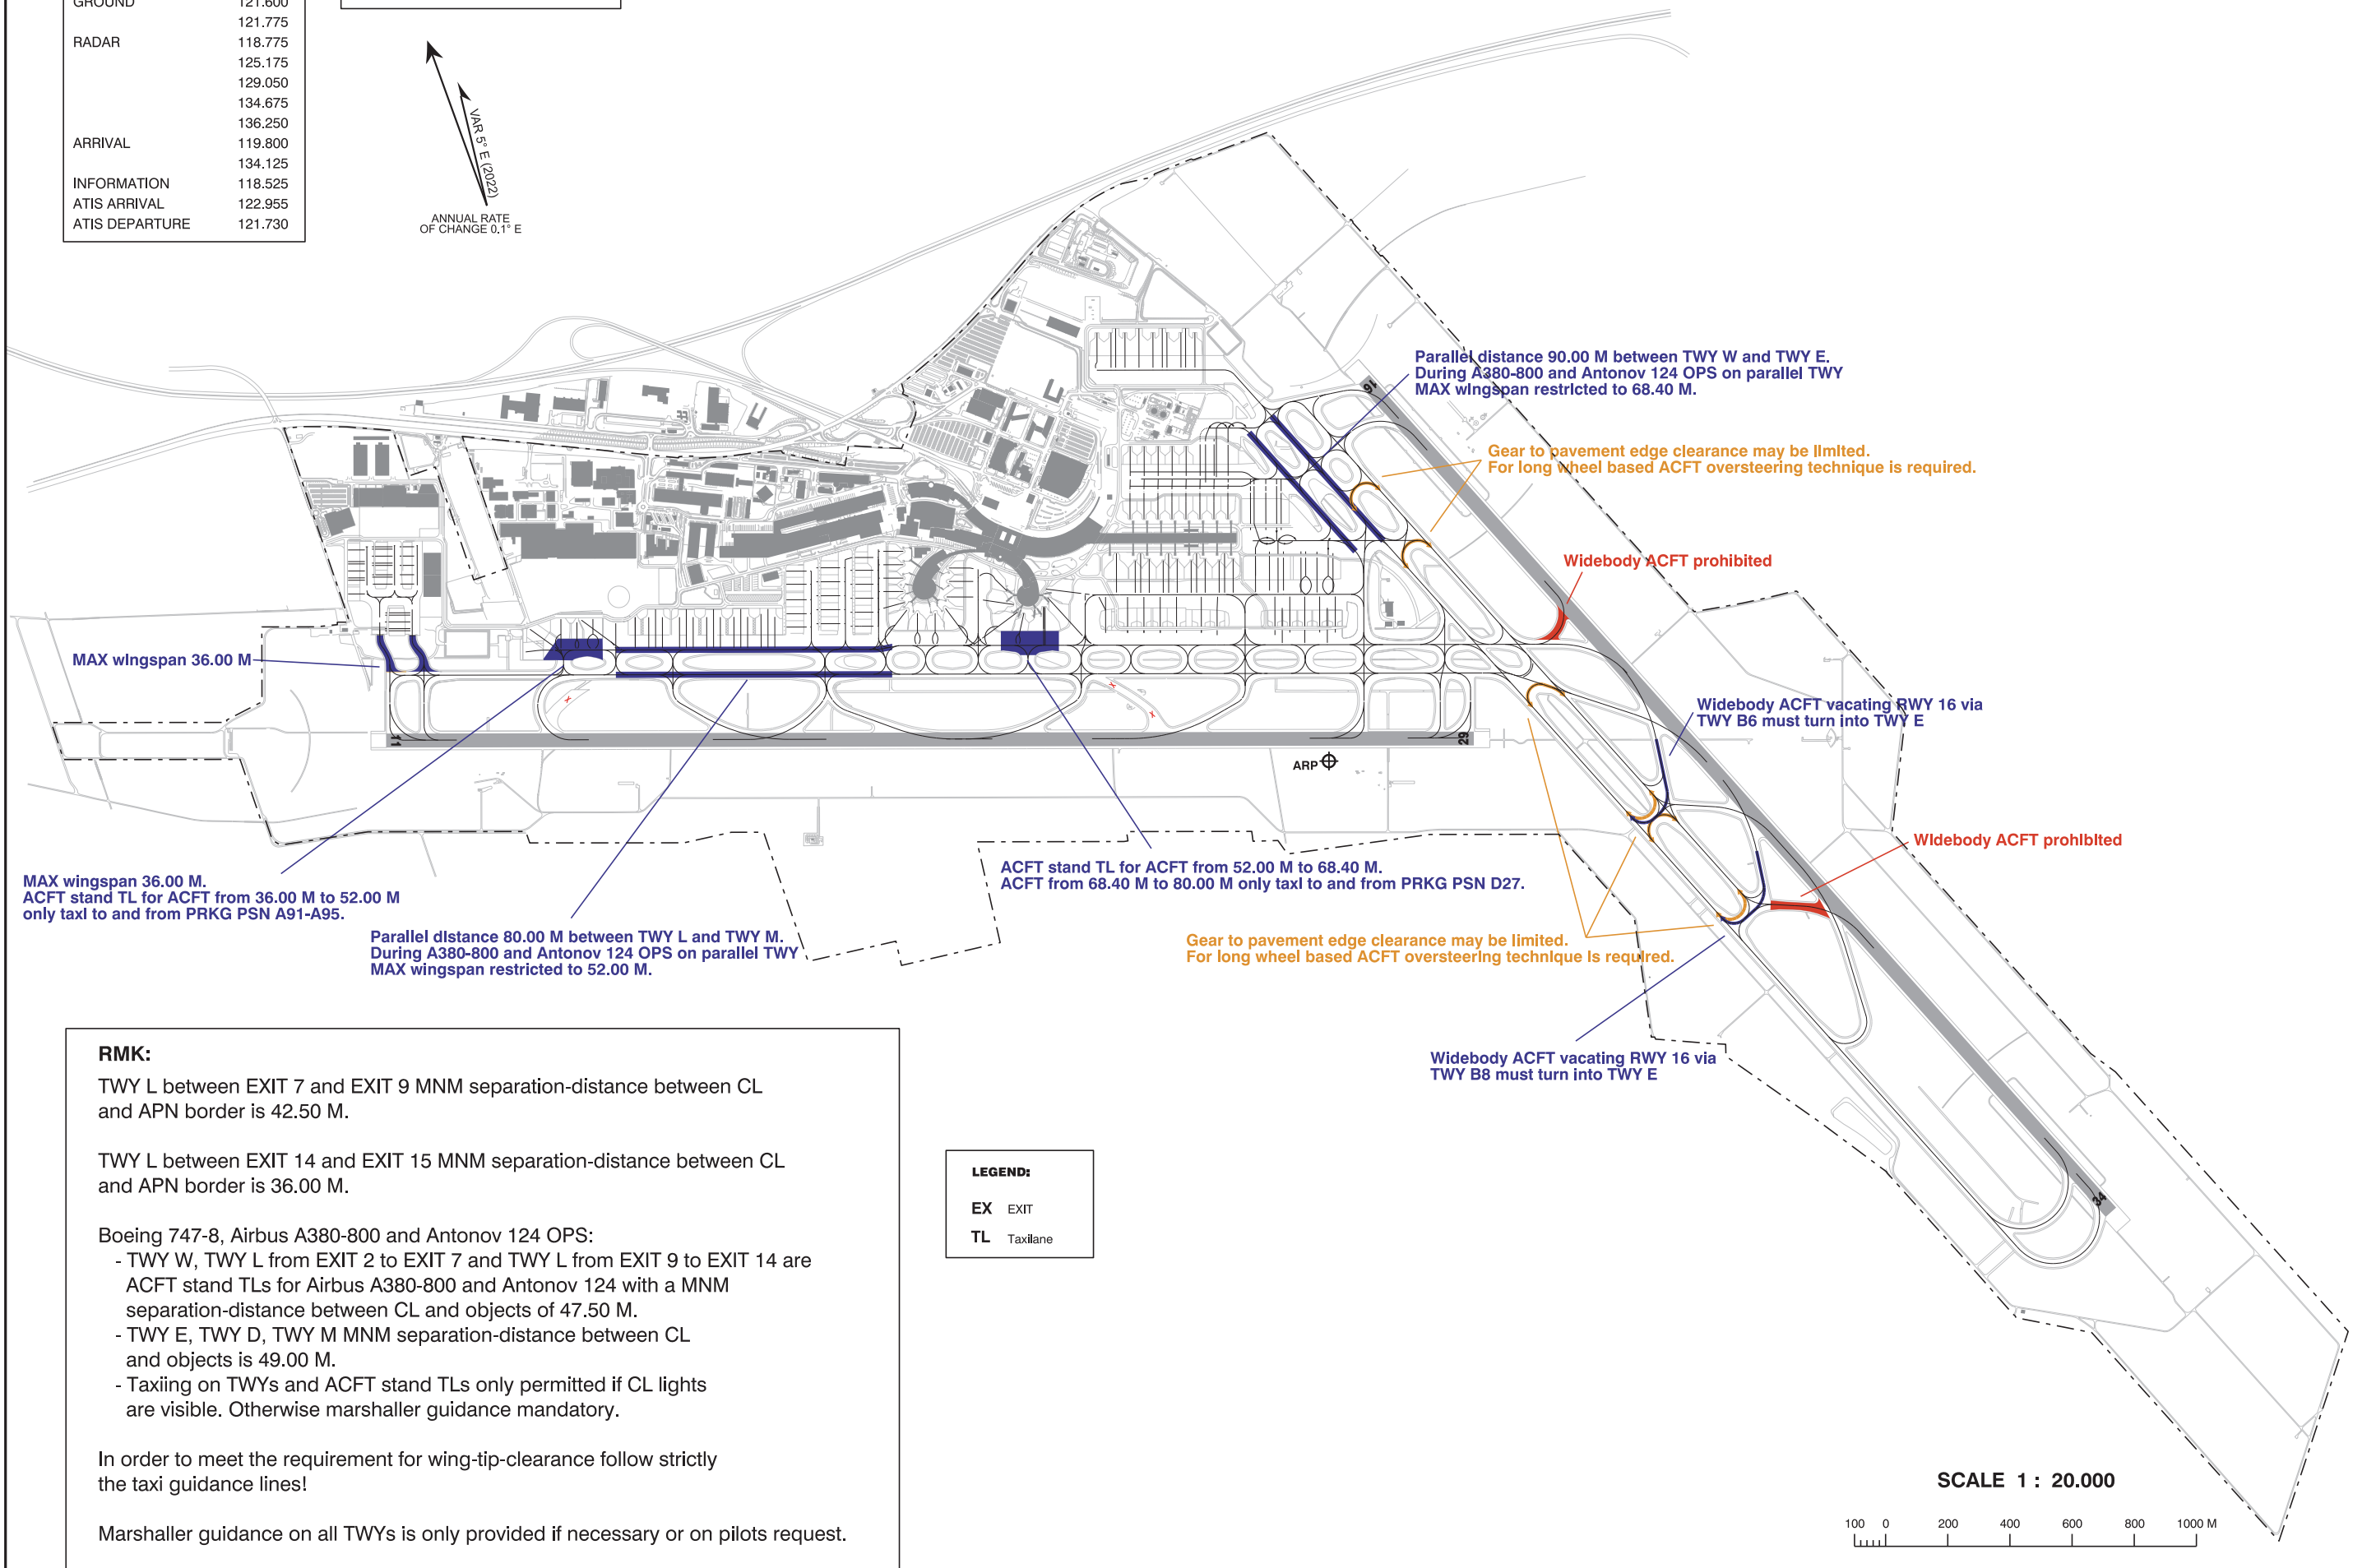 GROUND 121.600
121.775
RADAR 118.775
125.175
129.050
134.675
136.250
ARRIVAL 119.800
134.125
INFORMATION 118.525
ATIS ARRIVAL 122.955
ATIS DEPARTURE 121.730
VAR 5° E (2022)
ANNUAL RATE
OF CHANGE 0.1° E
Parallel distance 90.00 M between TWY W and TWY E.
During A380-800 and Antonov 124 OPS on parallel TWY
MAX wingspan restricted to 68.40 M.
16
Gear to pavement edge clearance may be limited.
For long wheel based ACFT oversteering technique is required.
Widebody ACFT prohibited
MAX wingspan 36.00 M
X
X
X
Widebody ACFT vacating RWY 16 via
TWY B6 must turn into TWY E
11
29
ARP
Widebody ACFT prohibited
MAX wingspan 36.00 M.
ACFT stand TL for ACFT from 36.00 M to 52.00 M
only taxi to and from PRKG PSN A91-A95.
ACFT stand TL for ACFT from 52.00 M to 68.40 M.
ACFT from 68.40 M to 80.00 M only taxi to and from PRKG PSN D27.
Parallel distance 80.00 M between TWY L and TWY M.
During A380-800 and Antonov 124 OPS on parallel TWY
MAX wingspan restricted to 52.00 M.
Gear to pavement edge clearance may be limited.
For long wheel based ACFT oversteering technique is required.
Widebody ACFT vacating RWY 16 via
TWY B8 must turn into TWY E
34
RMK:
TWY L between EXIT 7 and EXIT 9 MNM separation-distance between CL
and APN border is 42.50 M.
TWY L between EXIT 14 and EXIT 15 MNM separation-distance between CL
and APN border is 36.00 M.
Boeing 747-8, Airbus A380-800 and Antonov 124 OPS:
- TWY W, TWY L from EXIT 2 to EXIT 7 and TWY L from EXIT 9 to EXIT 14 are
ACFT stand TLs for Airbus A380-800 and Antonov 124 with a MNM
separation-distance between CL and objects of 47.50 M.
- TWY E, TWY D, TWY M MNM separation-distance between CL
and objects is 49.00 M.
- Taxiing on TWYs and ACFT stand TLs only permitted if CL lights
are visible. Otherwise marshaller guidance mandatory.
In order to meet the requirement for wing-tip-clearance follow strictly
the taxi guidance lines!
Marshaller guidance on all TWYs is only provided if necessary or on pilots request.
LEGEND:
EX EXIT
TL Taxilane
SCALE 1 : 20.000
100 0 200 400 600 800 1000 M